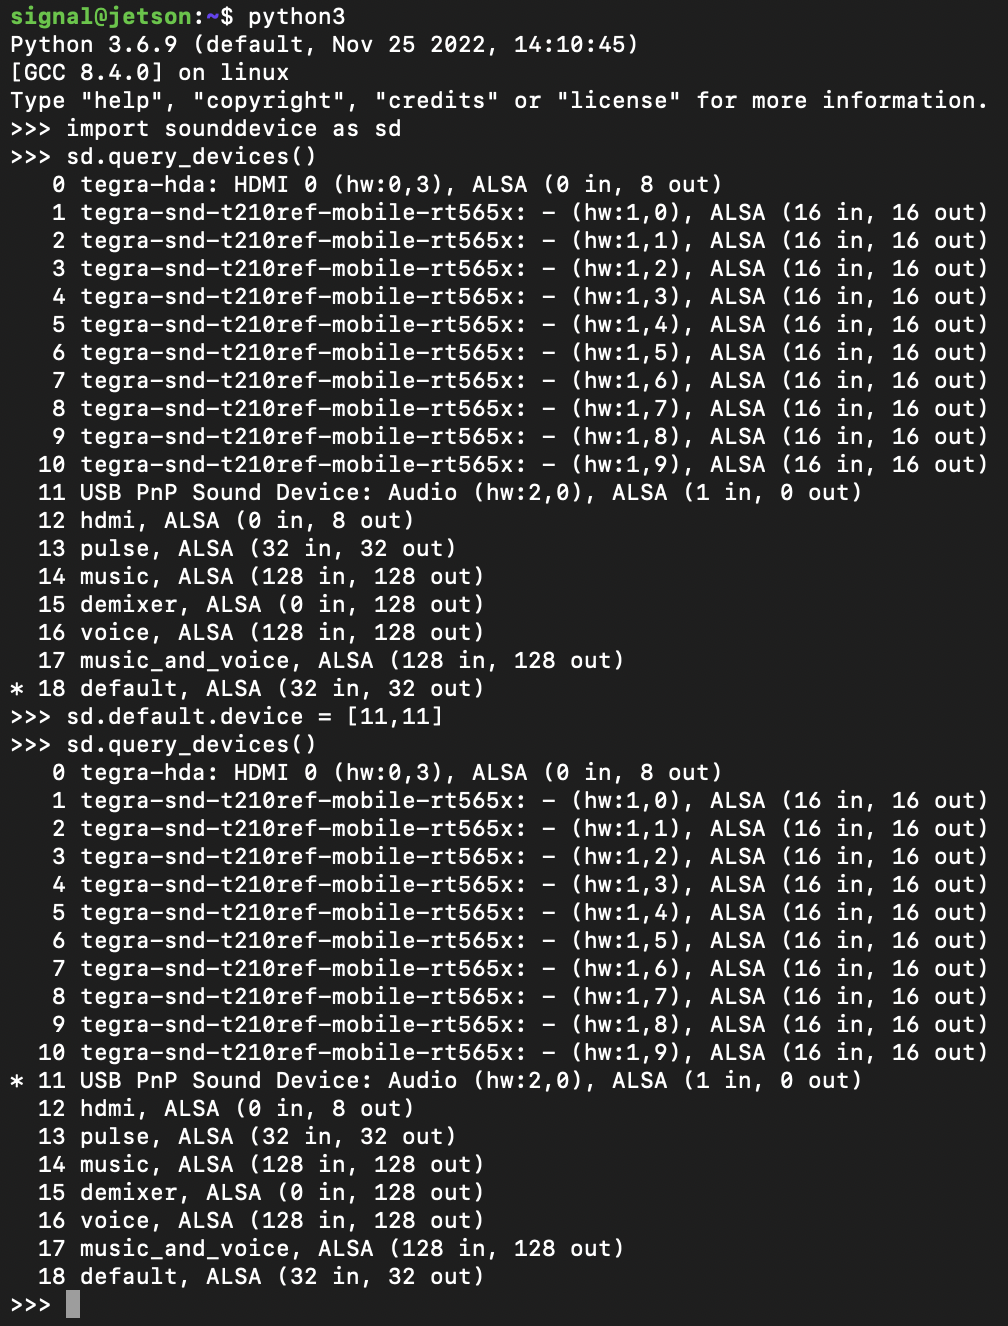 signal@jetson:~$ python3
Python 3.6.9 (default, Nov 25 2022, 14:10:45)
[GCC 8.4.0] on linux
Type "help", "copyright", "credits" or "license" for more information.
>>> import sounddevice as sd
>>> sd.query_devices()
   0 tegra-hda: HDMI 0 (hw:0,3), ALSA (0 in, 8 out)
   1 tegra-snd-t210ref-mobile-rt565x: - (hw:1,0), ALSA (16 in, 16 out)
   2 tegra-snd-t210ref-mobile-rt565x: - (hw:1,1), ALSA (16 in, 16 out)
   3 tegra-snd-t210ref-mobile-rt565x: - (hw:1,2), ALSA (16 in, 16 out)
   4 tegra-snd-t210ref-mobile-rt565x: - (hw:1,3), ALSA (16 in, 16 out)
   5 tegra-snd-t210ref-mobile-rt565x: - (hw:1,4), ALSA (16 in, 16 out)
   6 tegra-snd-t210ref-mobile-rt565x: - (hw:1,5), ALSA (16 in, 16 out)
   7 tegra-snd-t210ref-mobile-rt565x: - (hw:1,6), ALSA (16 in, 16 out)
   8 tegra-snd-t210ref-mobile-rt565x: - (hw:1,7), ALSA (16 in, 16 out)
   9 tegra-snd-t210ref-mobile-rt565x: - (hw:1,8), ALSA (16 in, 16 out)
  10 tegra-snd-t210ref-mobile-rt565x: - (hw:1,9), ALSA (16 in, 16 out)
  11 USB PnP Sound Device: Audio (hw:2,0), ALSA (1 in, 0 out)
  12 hdmi, ALSA (0 in, 8 out)
  13 pulse, ALSA (32 in, 32 out)
  14 music, ALSA (128 in, 128 out)
  15 demixer, ALSA (0 in, 128 out)
  16 voice, ALSA (128 in, 128 out)
  17 music_and_voice, ALSA (128 in, 128 out)
* 18 default, ALSA (32 in, 32 out)
>>> sd.default.device = [11,11]
>>> sd.query_devices()
   0 tegra-hda: HDMI 0 (hw:0,3), ALSA (0 in, 8 out)
   1 tegra-snd-t210ref-mobile-rt565x: - (hw:1,0), ALSA (16 in, 16 out)
   2 tegra-snd-t210ref-mobile-rt565x: - (hw:1,1), ALSA (16 in, 16 out)
   3 tegra-snd-t210ref-mobile-rt565x: - (hw:1,2), ALSA (16 in, 16 out)
   4 tegra-snd-t210ref-mobile-rt565x: - (hw:1,3), ALSA (16 in, 16 out)
   5 tegra-snd-t210ref-mobile-rt565x: - (hw:1,4), ALSA (16 in, 16 out)
   6 tegra-snd-t210ref-mobile-rt565x: - (hw:1,5), ALSA (16 in, 16 out)
   7 tegra-snd-t210ref-mobile-rt565x: - (hw:1,6), ALSA (16 in, 16 out)
   8 tegra-snd-t210ref-mobile-rt565x: - (hw:1,7), ALSA (16 in, 16 out)
   9 tegra-snd-t210ref-mobile-rt565x: - (hw:1,8), ALSA (16 in, 16 out)
  10 tegra-snd-t210ref-mobile-rt565x: - (hw:1,9), ALSA (16 in, 16 out)
* 11 USB PnP Sound Device: Audio (hw:2,0), ALSA (1 in, 0 out)
  12 hdmi, ALSA (0 in, 8 out)
  13 pulse, ALSA (32 in, 32 out)
  14 music, ALSA (128 in, 128 out)
  15 demixer, ALSA (0 in, 128 out)
  16 voice, ALSA (128 in, 128 out)
  17 music_and_voice, ALSA (128 in, 128 out)
  18 default, ALSA (32 in, 32 out)
>>>